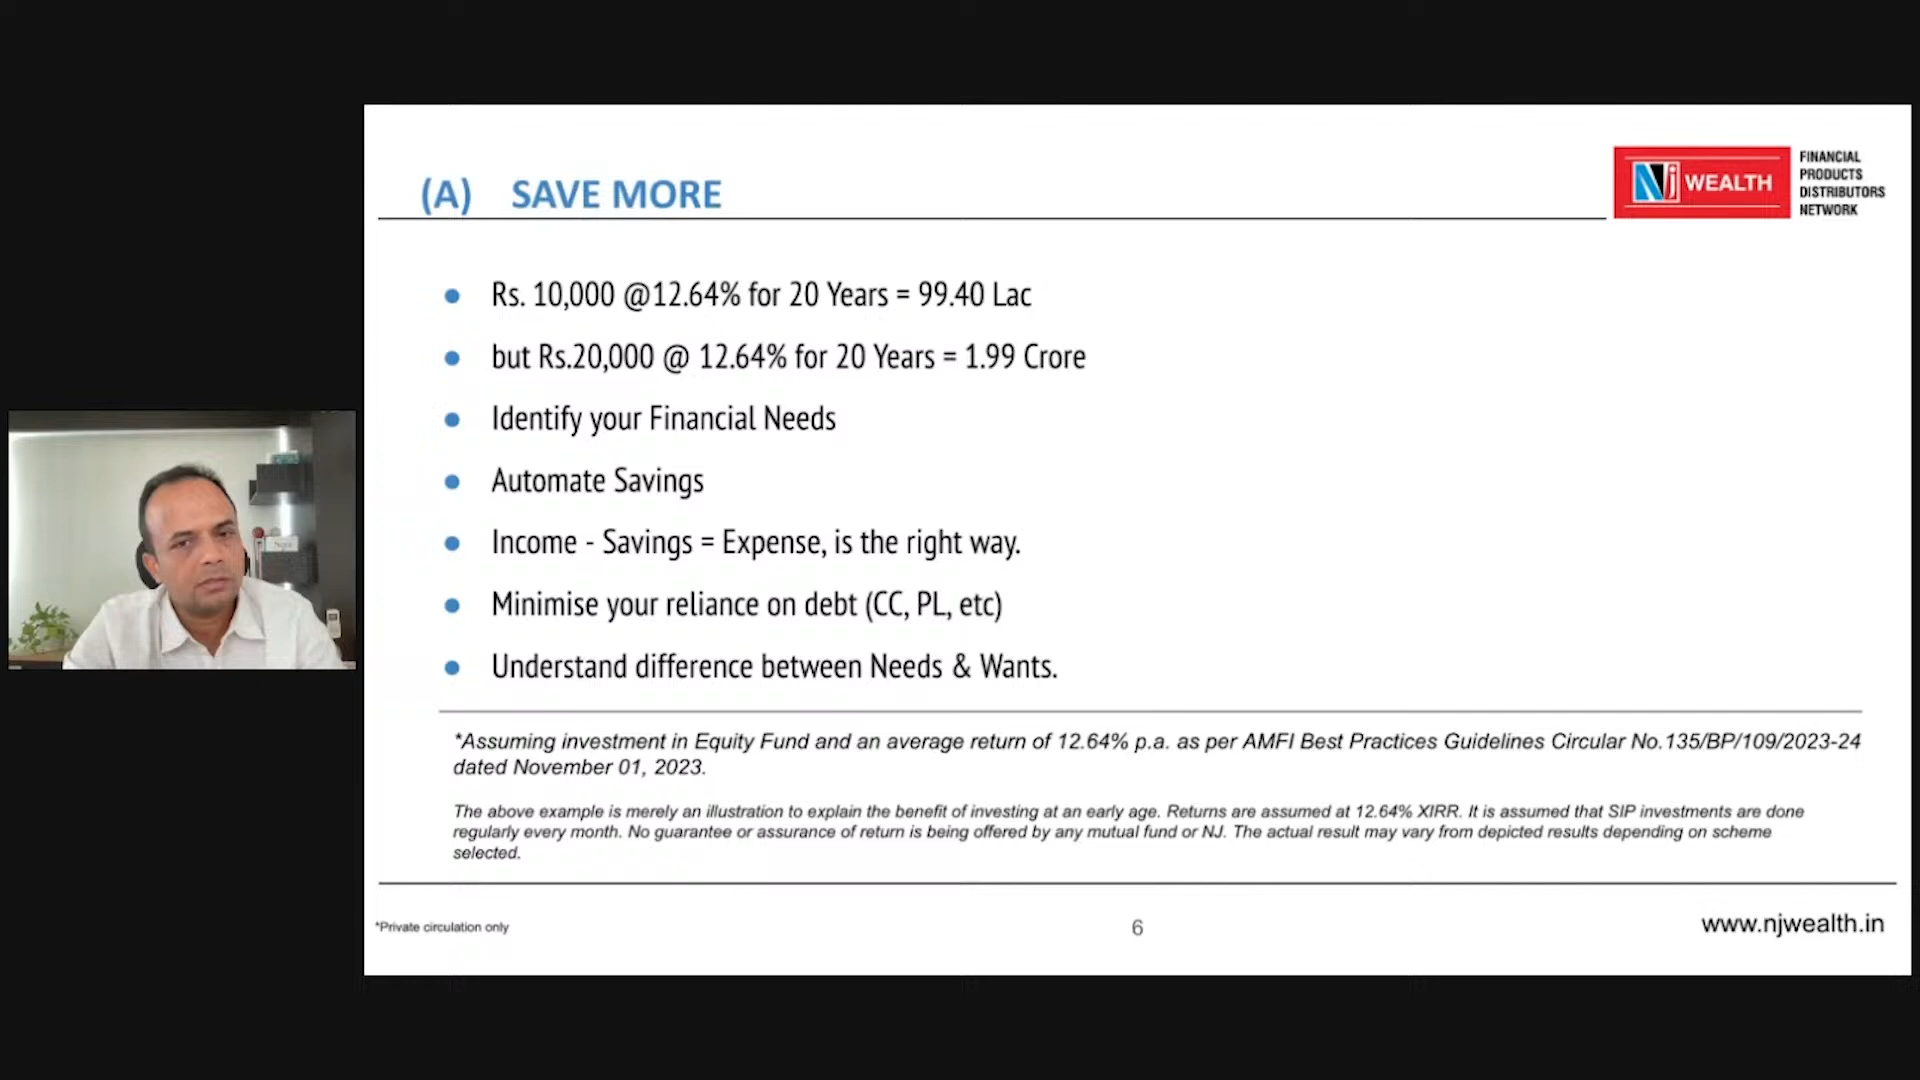 (A) SAVE MORE
Nj WEALTH
FINANCIAL
PRODUCTS
DISTRIBUTORS
NETWORK
Rs. 10,000 @12.64% for 20 Years = 99.40 Lac
but Rs.20,000 @ 12.64% for 20 Years = 1.99 Crore
Identify your Financial Needs
Automate Savings
Income - Savings = Expense, is the right way.
Minimise your reliance on debt (CC, PL, etc)
Understand difference between Needs & Wants.
*Assuming investment in Equity Fund and an average return of 12.64% p.a. as per AMFI Best Practices Guidelines Circular No.135/BP/109/2023-24
dated November 01, 2023.
The above example is merely an illustration to explain the benefit of investing at an early age. Returns are assumed at 12.64% XIRR. It is assumed that SIP investments are done
regularly every month. No guarantee or assurance of return is being offered by any mutual fund or NJ. The actual result may vary from depicted results depending on scheme
selected.
*Private circulation only
6
www.njwealth.in